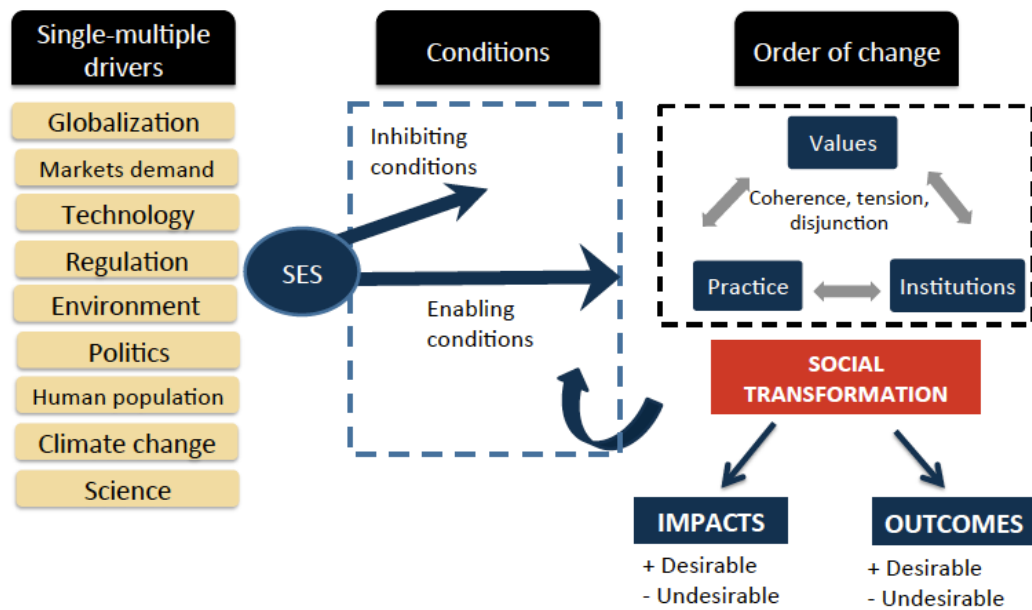 Single-multiple
drivers
Globalization
Markets demand
Technology
Regulation
Environment
Politics
Human population
Climate change
Science
SES
Conditions
Inhibiting
conditions
Enabling
conditions
Order of change
Values
Coherence, tension,
disjunction
Practice
Institutions
SOCIAL
TRANSFORMATION
IMPACTS
+ Desirable
- Undesirable
OUTCOMES
+ Desirable
- Undesirable